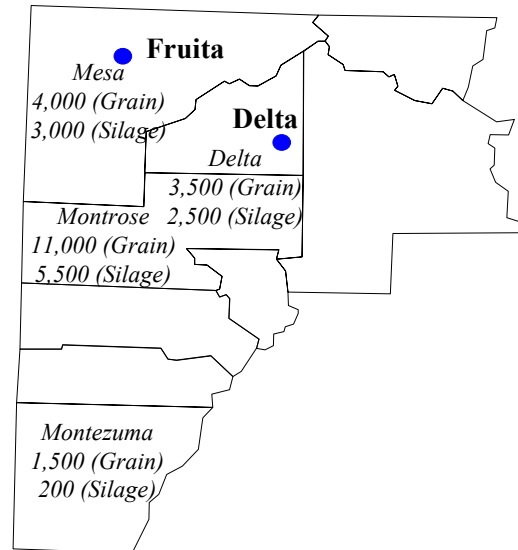 Fruita
Mesa
4,000 (Grain)
3,000 (Silage)
Delta
Delta
3,500 (Grain)
2,500 (Silage)
Montrose
11,000 (Grain)
5,500 (Silage)
Montezuma
1,500 (Grain)
200 (Silage)